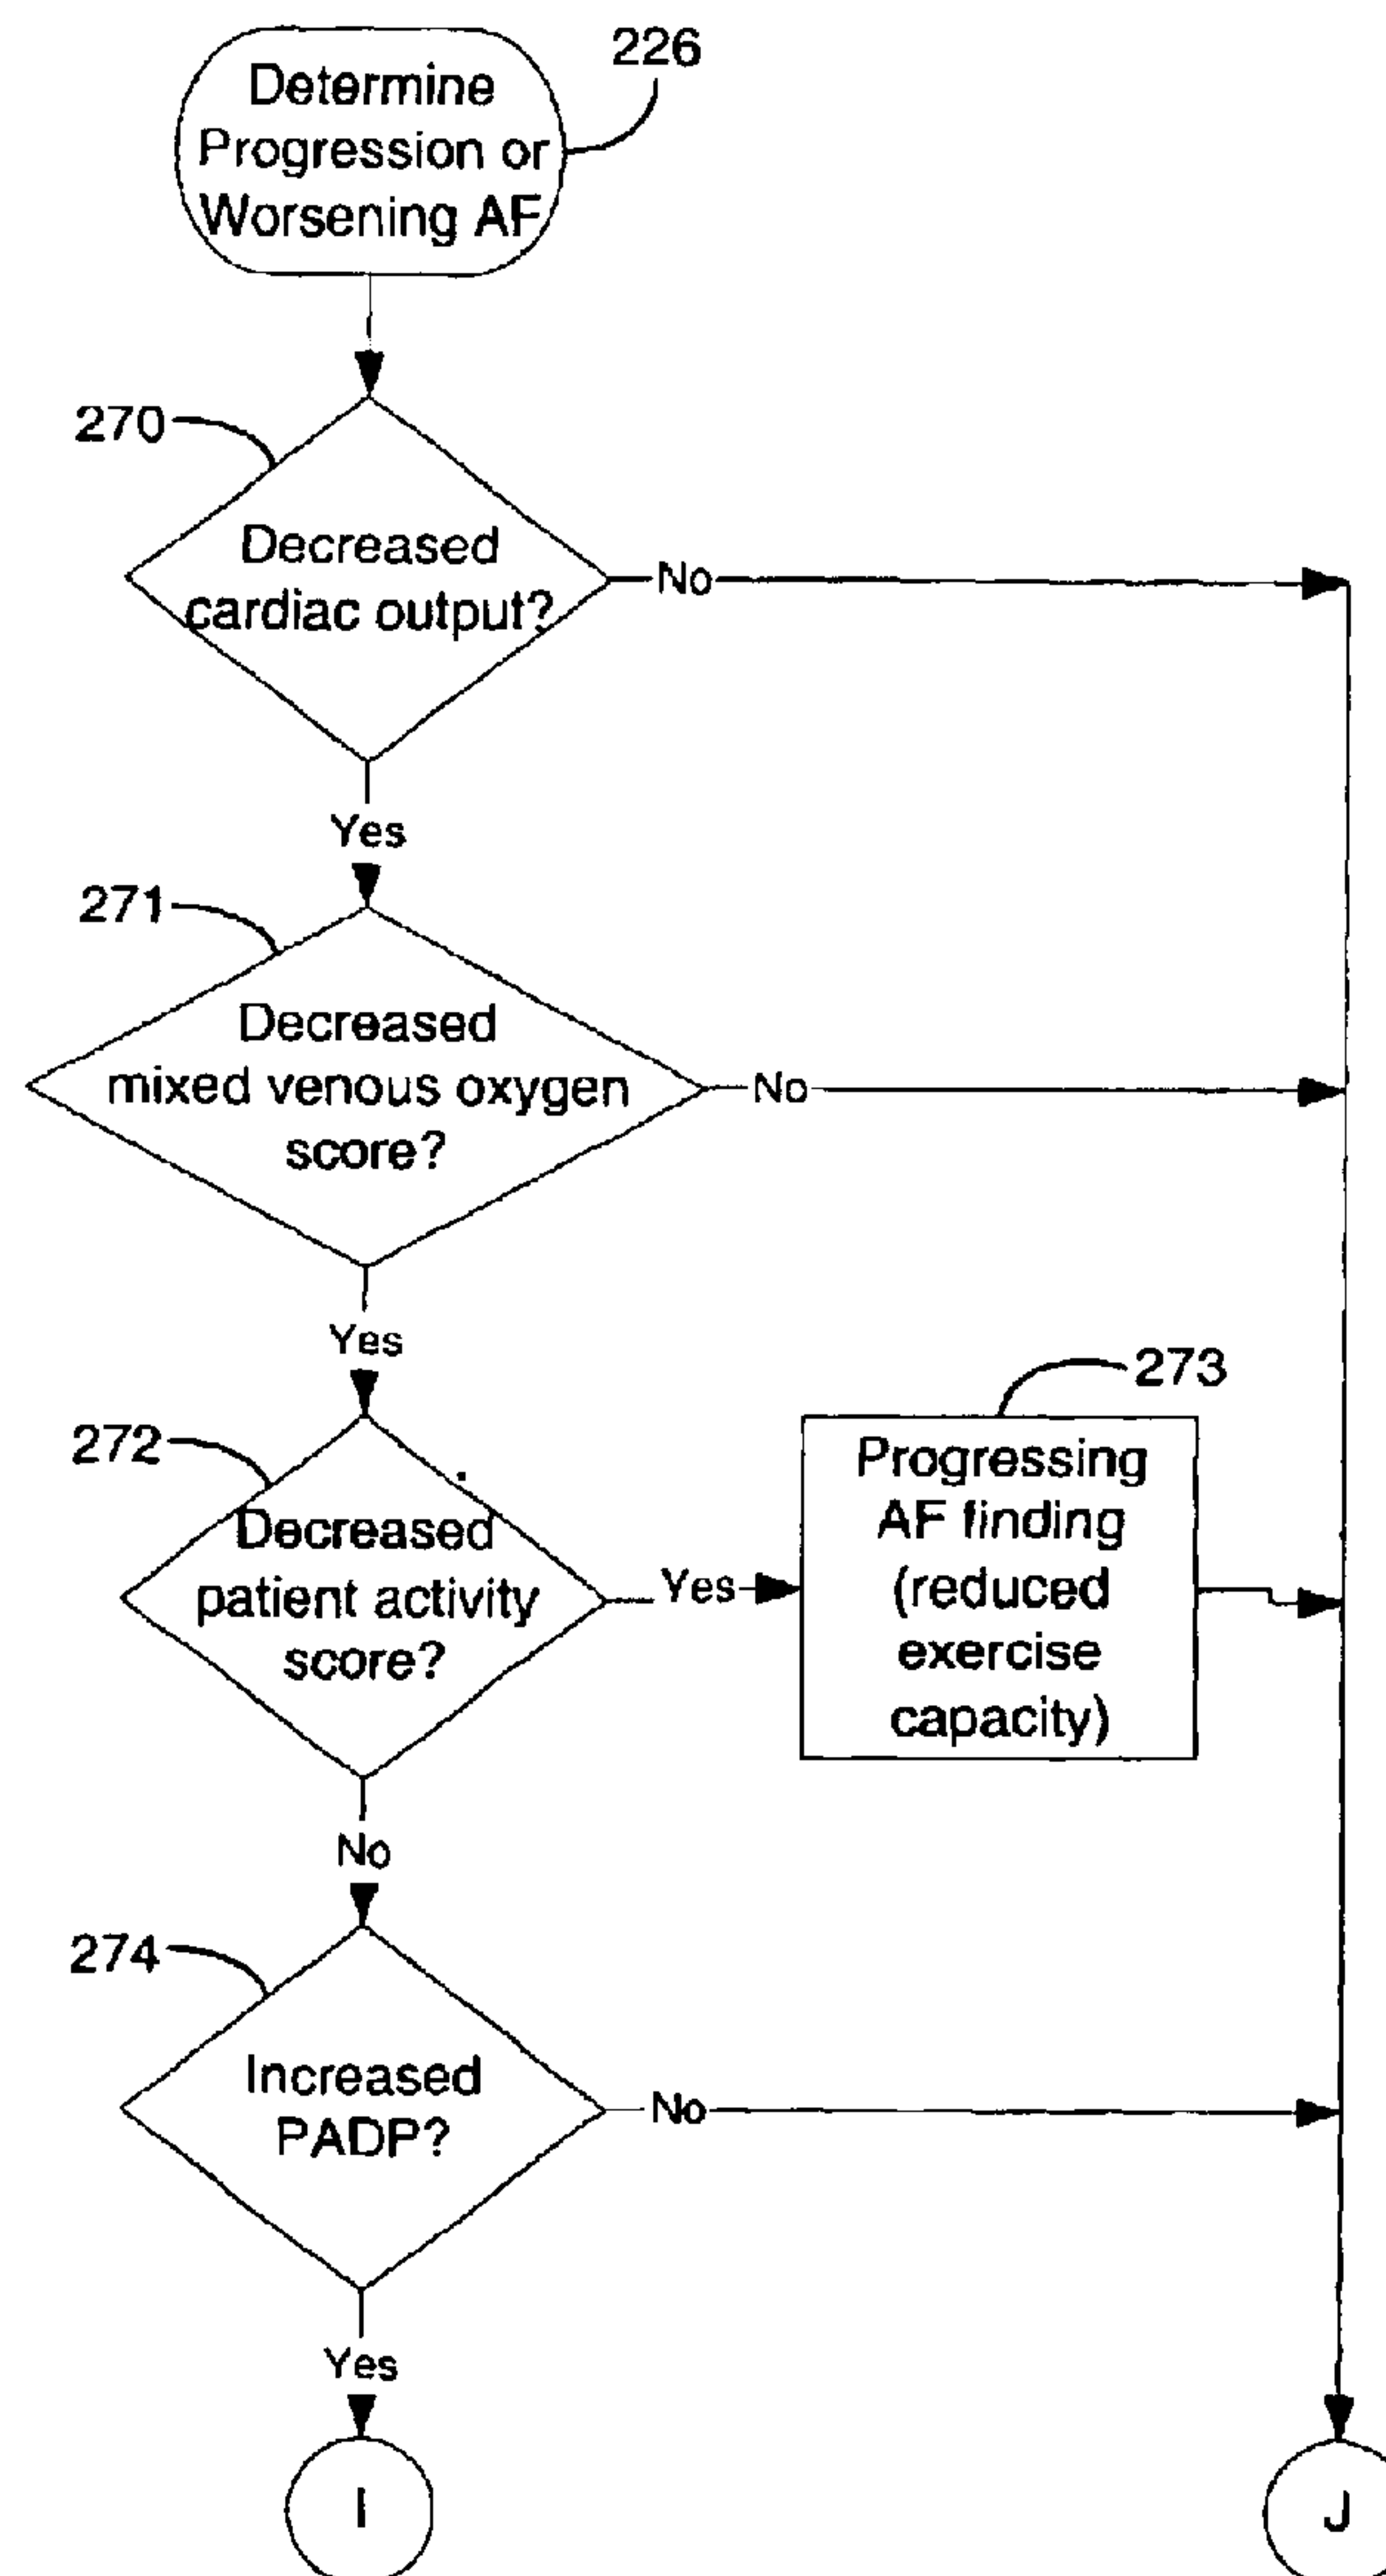 226
Determine
Progression or
Worsening AF
270
Decreased
cardiac output?
No
Yes
271
Decreased
mixed venous oxygen
score?
No
Yes
272
Decreased
patient activity
score?
Yes
273
Progressing
AF finding
(reduced
exercise
capacity)
No
274
Increased
PADP?
No
Yes
I
J